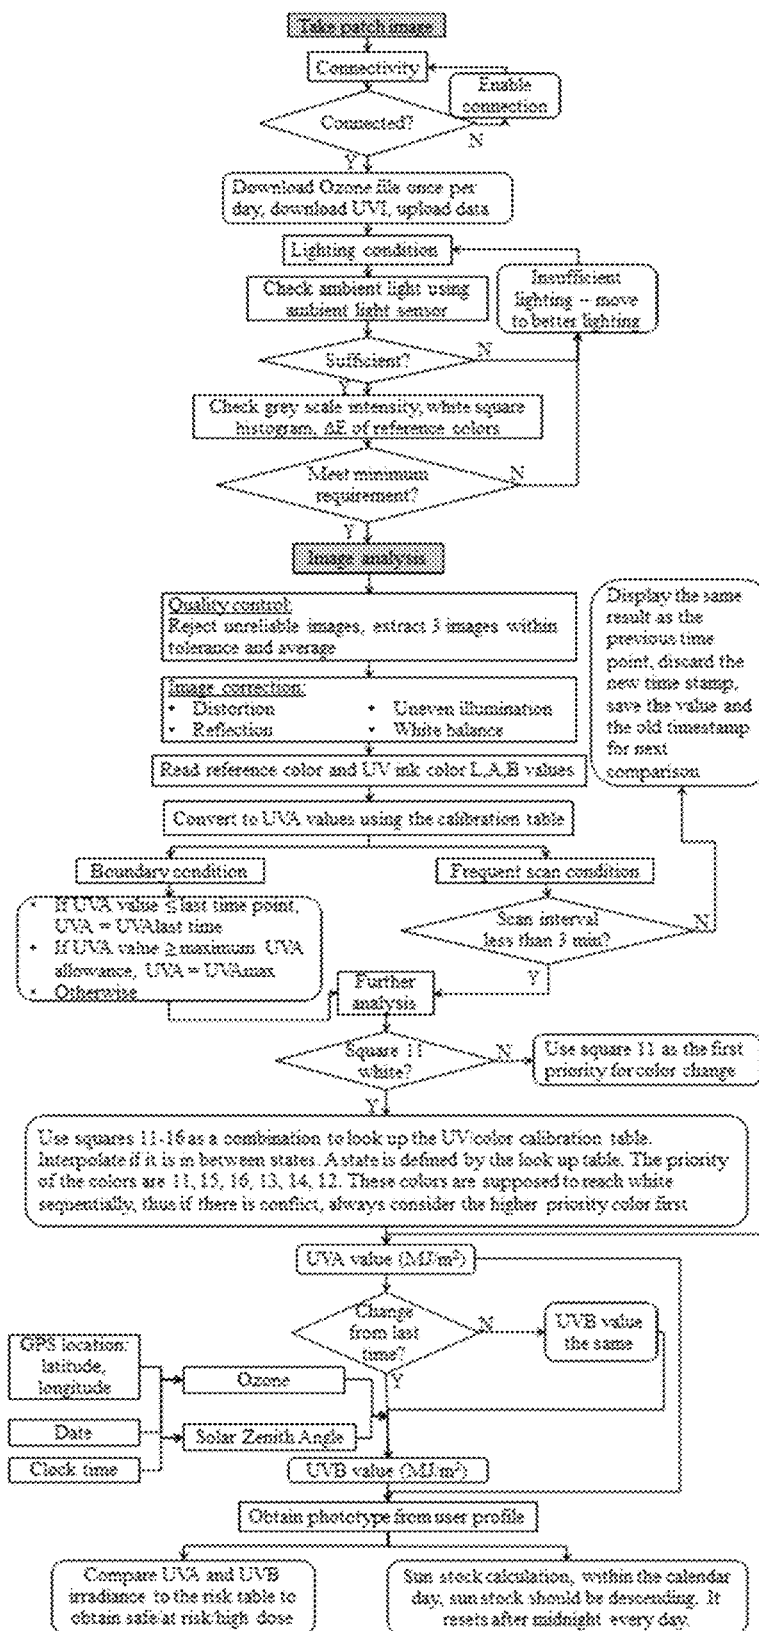 Take patch image
Connectivity
Enable
connection
Connected?
N
Y
Download Ozone file once per
day, download UVI, upload data
Lighting condition
Insufficient
lighting – move
to better lighting
Check ambient light using
ambient light sensor
Sufficient?
N
Y
Check grey scale intensity, white square
histogram, ΔE of reference colors
Meet minimum
requirement?
N
Y
Image analysis
Quality control:
Reject unreliable images, extract 3 images within
tolerance and average
Display the same
result as the
previous time
point, discard the
new time stamp,
save the value and
the old timestamp
for next
comparison
Image correction:
• Distortion
• Reflection
• Uneven illumination
• White balance
Read reference color and UV ink color L,A,B values
Convert to UVA values using the calibration table
Boundary condition
Frequent scan condition
• If UVA value ≦ last time point,
UVA = UVAlast time
• If UVA value ≧ maximum UVA
allowance, UVA = UVAmax
• Otherwise
Scan interval
less than 3 min?
N
Y
Further
analysis
Square 11
white?
N
Use square 11 as the first
priority for color change
Y
Use squares 11-16 as a combination to look up the UV/color calibration table.
Interpolate if it is in between states. A state is defined by the look up table. The priority
of the colors are 11, 15, 16, 13, 14, 12. These colors are supposed to reach white
sequentially, thus if there is conflict, always consider the higher priority color first
UVA value (MJ/m²)
Change
from last
time?
N
UVB value
the same
Y
GPS location:
latitude,
longitude
Ozone
Date
Solar Zenith Angle
Clock time
UVB value (MJ/m²)
Obtain phototype from user profile
Compare UVA and UVB
irradiance to the risk table to
obtain safe/at risk/high dose
Sun stock calculation, within the calendar
day, sun stock should be descending. It
resets after midnight every day.